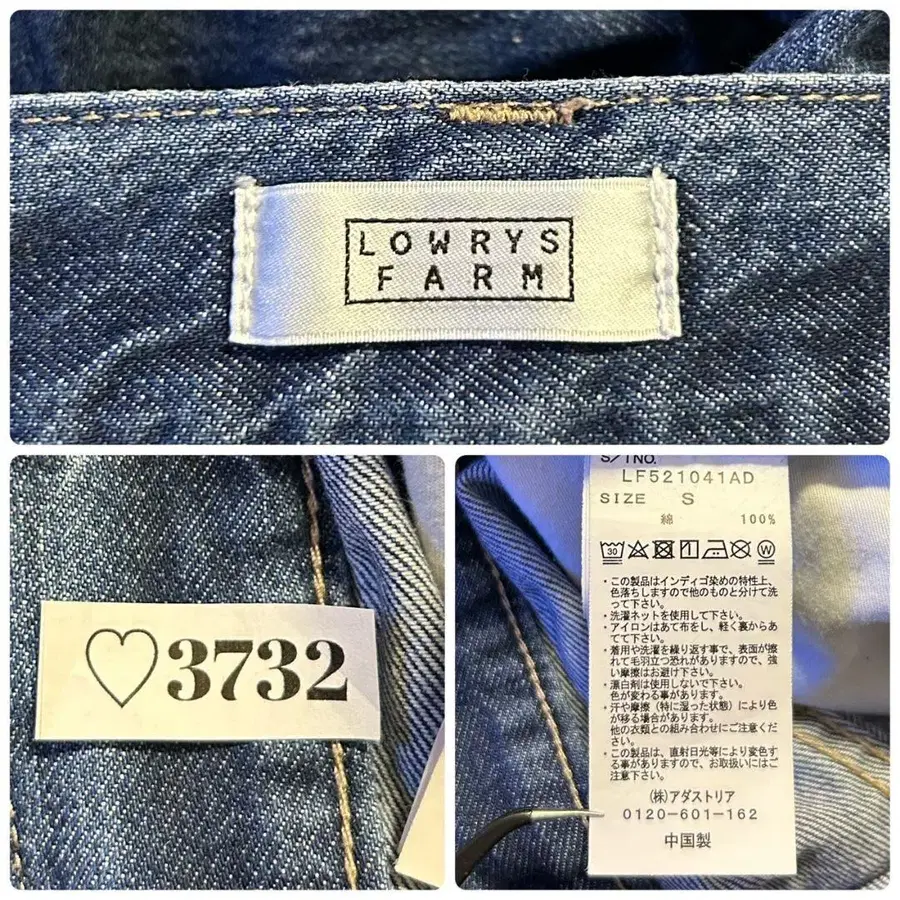 LOWRYS
FARM
♡3732
S/TNO.
LF521041AD
SIZE S
綿 100%
30
W
・この製品はインディゴ染めの特性上、
色落ちしますので他のものと分けて洗
って下さい。
・洗濯ネットを使用して下さい。
・アイロンはあて布をし、軽く裏からあ
てて下さい。
・着用や洗濯を繰り返す事で、表面が擦
れて毛羽立つ恐れがありますので、強
い摩擦はお避け下さい。
・漂白剤は使用しないで下さい。
色が変わる事があります。
・汗や摩擦(特に湿った状態)により色
が移る場合があります。
他の衣類との組み合わせにご注意くだ
さい。
・この製品は、直射日光等により変色す
る事がありますので、お取扱いにはご
注意下さい。
(株)アダストリア
0120-601-162
中国製